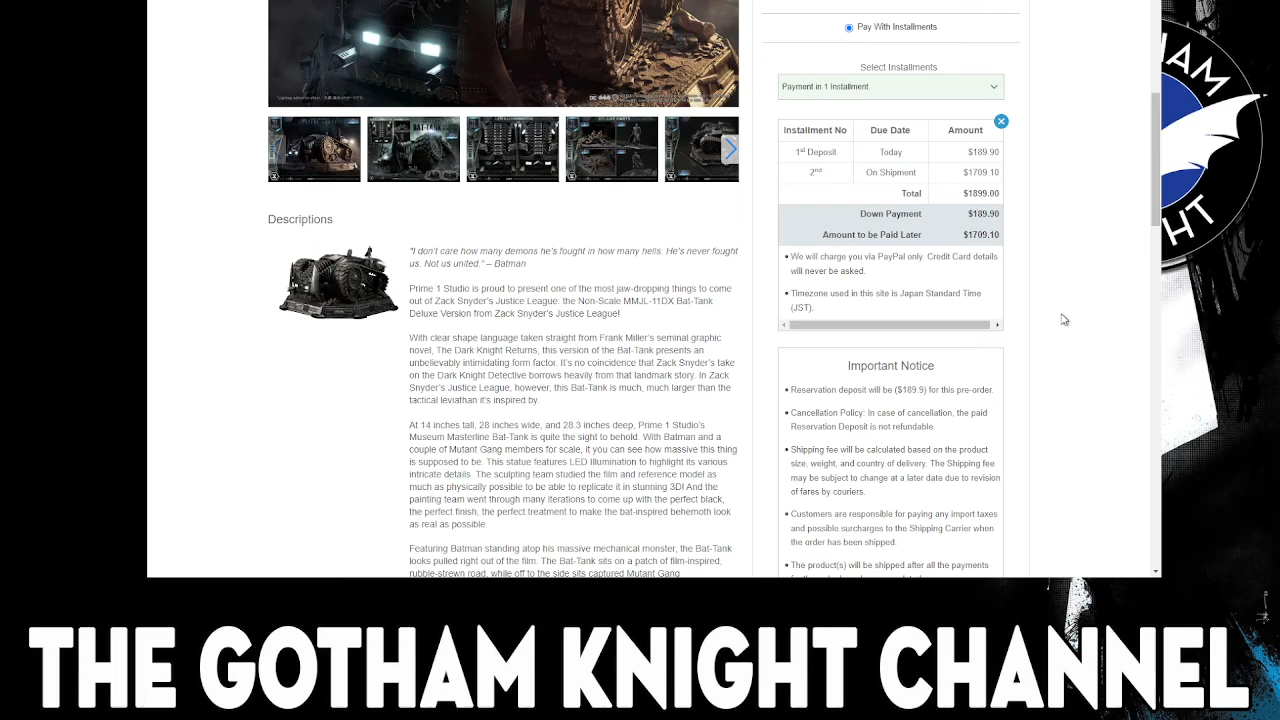 Pay With Installments
Select Installments
Payment in 1 Installment.
Installment No Due Date Amount
1st Deposit Today $189.90
2nd On Shipment $1709.10
Total $1899.00
Down Payment $189.90
Amount to be Paid Later $1709.10
• We will charge you via PayPal only. Credit Card details
will never be asked.
• Timezone used in this site is Japan Standard Time
(JST).
Important Notice
• Reservation deposit will be ($189.9) for this pre-order.
• Cancellation Policy: In case of cancellation, the paid
Reservation Deposit is not refundable.
• Shipping fee will be calculated based on the product
size, weight, and country of delivery. The Shipping fee
may be subject to change at a later date due to revision
of fares by couriers.
• Customers are responsible for paying any import taxes
and possible surcharges to the Shipping Carrier when
the order has been shipped.
• The product(s) will be shipped after all the payments
Descriptions
"I don't care how many demons he's fought in how many hells. He's never fought
us. Not us united." – Batman
Prime 1 Studio is proud to present one of the most jaw-dropping things to come
out of Zack Snyder's Justice League: the Non-Scale MMJL-11DX Bat-Tank
Deluxe Version from Zack Snyder's Justice League!
With clear shape language taken straight from Frank Miller's seminal graphic
novel, The Dark Knight Returns, this version of the Bat-Tank presents an
unbelievably intimidating form factor. It's no coincidence that Zack Snyder's take
on the Dark Knight Detective borrows heavily from that landmark story. In Zack
Snyder's Justice League, however, this Bat-Tank is much, much larger than the
tactical leviathan it's inspired by.
At 14 inches tall, 28 inches wide, and 28.3 inches deep, Prime 1 Studio's
Museum Masterline Bat-Tank is quite the sight to behold. With Batman and a
couple of Mutant Gang members for scale, it you can see how massive this thing
is supposed to be. This statue features LED Illumination to highlight its various
intricate details. The sculpting team studied the film and reference model as
much as physically possible to be able to replicate it in stunning 3D! And the
painting team went through many iterations to come up with the perfect black,
the perfect finish, the perfect treatment to make the bat-inspired behemoth look
as real as possible.
Featuring Batman standing atop his massive mechanical monster, the Bat-Tank
looks pulled right out of the film. The Bat-Tank sits on a patch of film-inspired,
rubble-strewn road, while off to the side sits captured Mutant Gang
THE GOTHAM KNIGHT CHANNEL